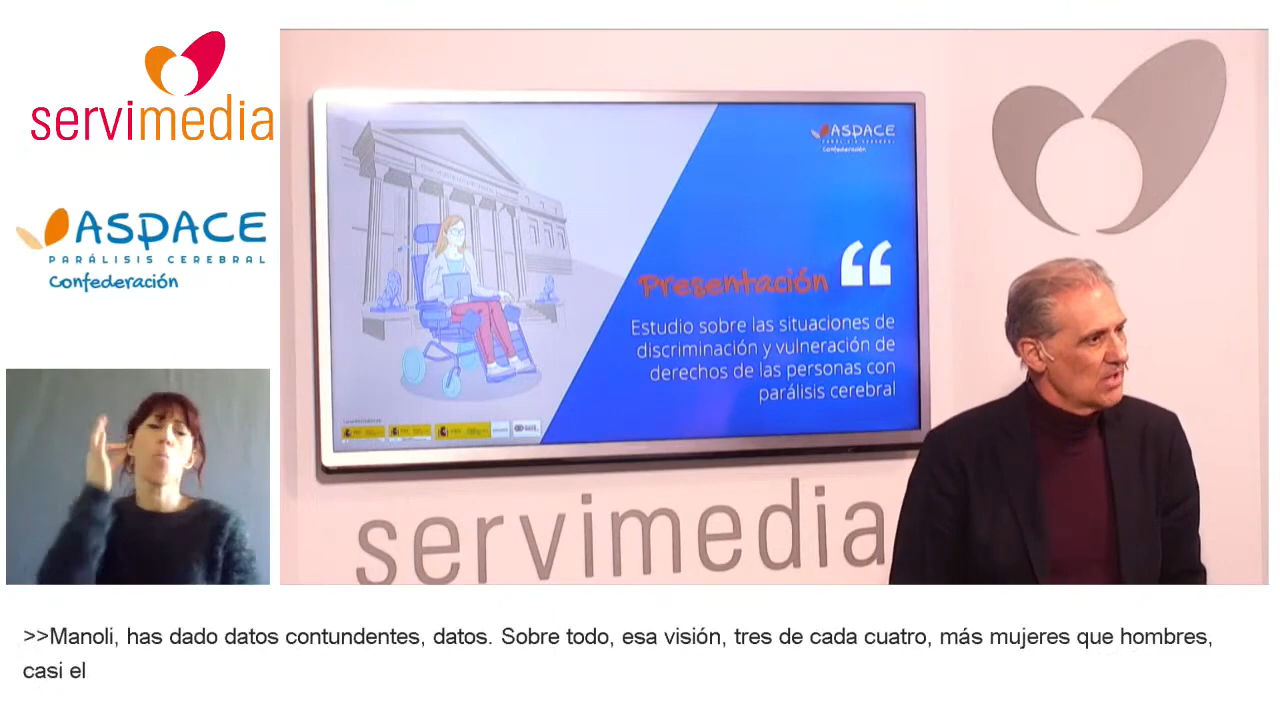 servimedia
ASPACE
PARÁLISIS CEREBRAL
Confederación
ASPACE
PARÁLISIS CEREBRAL
Confederación
Presentación
Estudio sobre las situaciones de
discriminación y vulneración de
derechos de las personas con
parálisis cerebral
servimedia
>>Manoli, has dado datos contundentes, datos. Sobre todo, esa visión, tres de cada cuatro, más mujeres que hombres,
casi el